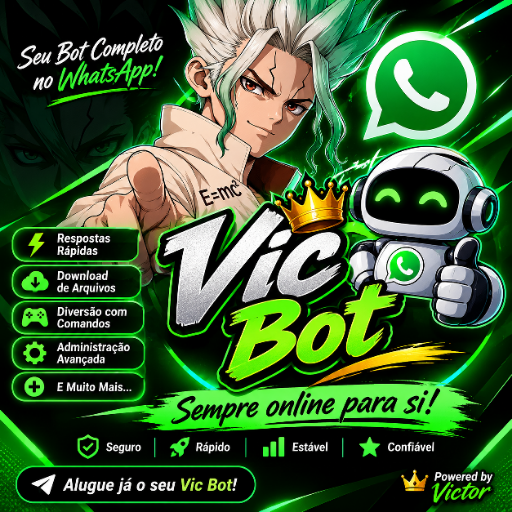 Seu Bot Completo
no WhatsApp!
E=mc²
Vic
Bot
Respostas
Rápidas
Download
de Arquivos
Diversão com
Comandos
Administração
Avançada
E Muito Mais...
Sempre online para si!
Seguro
Rápido
Estável
Confiável
Alugue já o seu Vic Bot!
Powered by
Victor